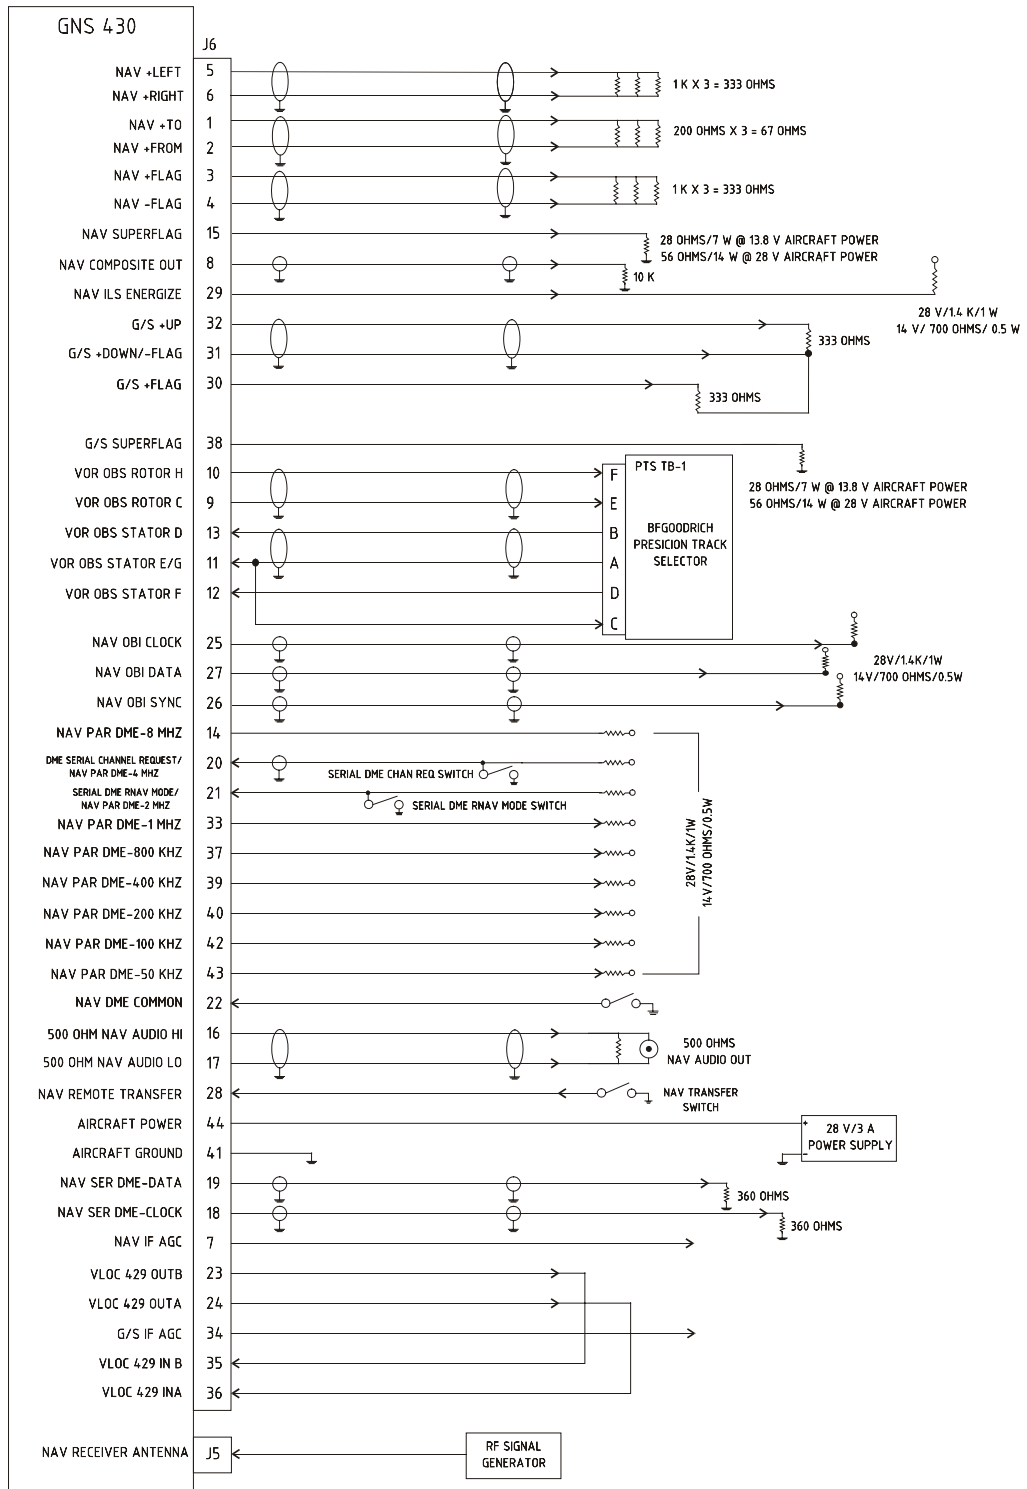 GNS 430
J6
NAV +LEFT 5
1 K X 3 = 333 OHMS
NAV +RIGHT 6
NAV +TO 1
200 OHMS X 3 = 67 OHMS
NAV +FROM 2
NAV +FLAG 3
1 K X 3 = 333 OHMS
NAV -FLAG 4
NAV SUPERFLAG 15
28 OHMS/7 W @ 13.8 V AIRCRAFT POWER
56 OHMS/14 W @ 28 V AIRCRAFT POWER
NAV COMPOSITE OUT 8
10 K
NAV ILS ENERGIZE 29
28 V/1.4 K/1 W
14 V/ 700 OHMS/ 0.5 W
G/S +UP 32
333 OHMS
G/S +DOWN/-FLAG 31
G/S +FLAG 30
333 OHMS
G/S SUPERFLAG 38
28 OHMS/7 W @ 13.8 V AIRCRAFT POWER
56 OHMS/14 W @ 28 V AIRCRAFT POWER
PTS TB-1
VOR OBS ROTOR H 10 F
VOR OBS ROTOR C 9 E
VOR OBS STATOR D 13 B
BFGOODRICH
PRESICION TRACK
SELECTOR
VOR OBS STATOR E/G 11 A
VOR OBS STATOR F 12 D
C
NAV OBI CLOCK 25
28V/1.4K/1W
14V/700 OHMS/0.5W
NAV OBI DATA 27
NAV OBI SYNC 26
NAV PAR DME-8 MHZ 14
DME SERIAL CHANNEL REQUEST/
NAV PAR DME-4 MHZ 20
SERIAL DME CHAN REQ SWITCH
SERIAL DME RNAV MODE/
NAV PAR DME-2 MHZ 21
SERIAL DME RNAV MODE SWITCH
NAV PAR DME-1 MHZ 33
28V/1.4K/1W
14V/700 OHMS/0.5W
NAV PAR DME-800 KHZ 37
NAV PAR DME-400 KHZ 39
NAV PAR DME-200 KHZ 40
NAV PAR DME-100 KHZ 42
NAV PAR DME-50 KHZ 43
NAV DME COMMON 22
500 OHM NAV AUDIO HI 16
500 OHMS
NAV AUDIO OUT
500 OHM NAV AUDIO LO 17
NAV REMOTE TRANSFER 28
NAV TRANSFER
SWITCH
AIRCRAFT POWER 44
+
28 V/3 A
POWER SUPPLY
-
AIRCRAFT GROUND 41
NAV SER DME-DATA 19
360 OHMS
NAV SER DME-CLOCK 18
360 OHMS
NAV IF AGC 7
VLOC 429 OUTB 23
VLOC 429 OUTA 24
G/S IF AGC 34
VLOC 429 IN B 35
VLOC 429 INA 36
NAV RECEIVER ANTENNA J5
RF SIGNAL
GENERATOR